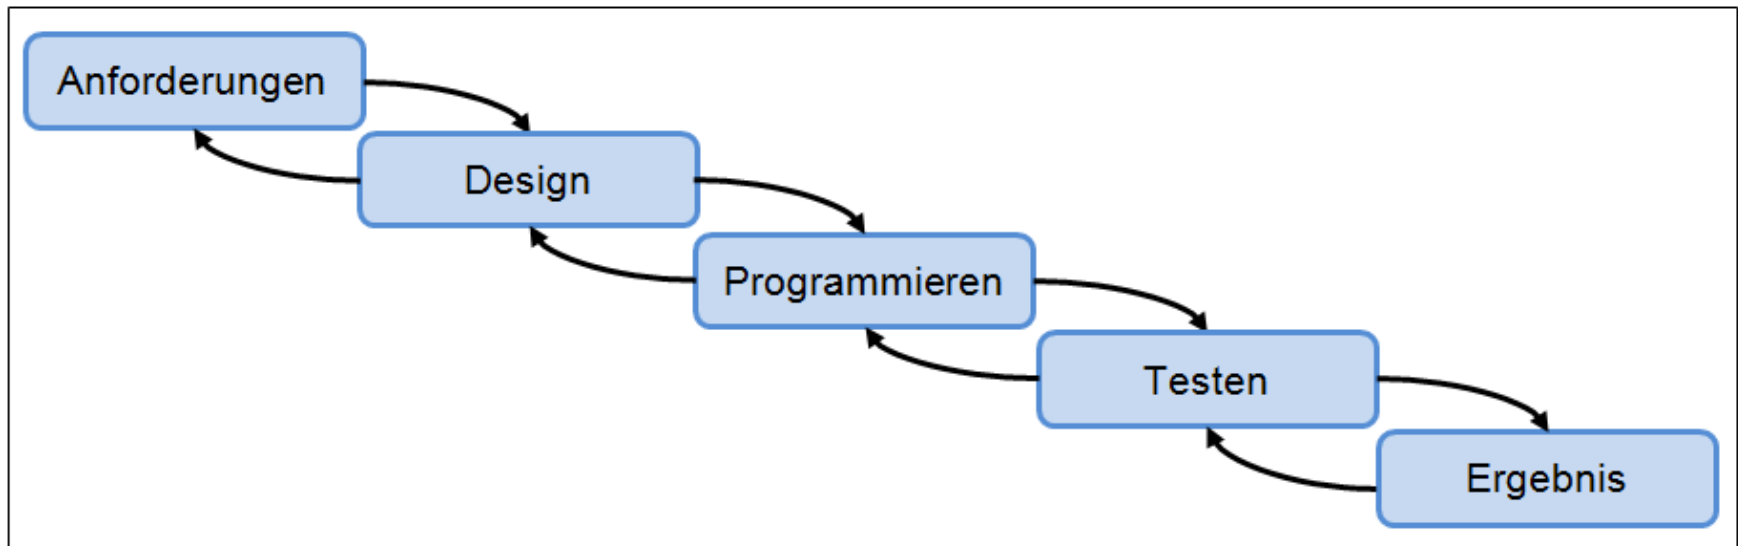 Anforderungen
Design
Programmieren
Testen
Ergebnis